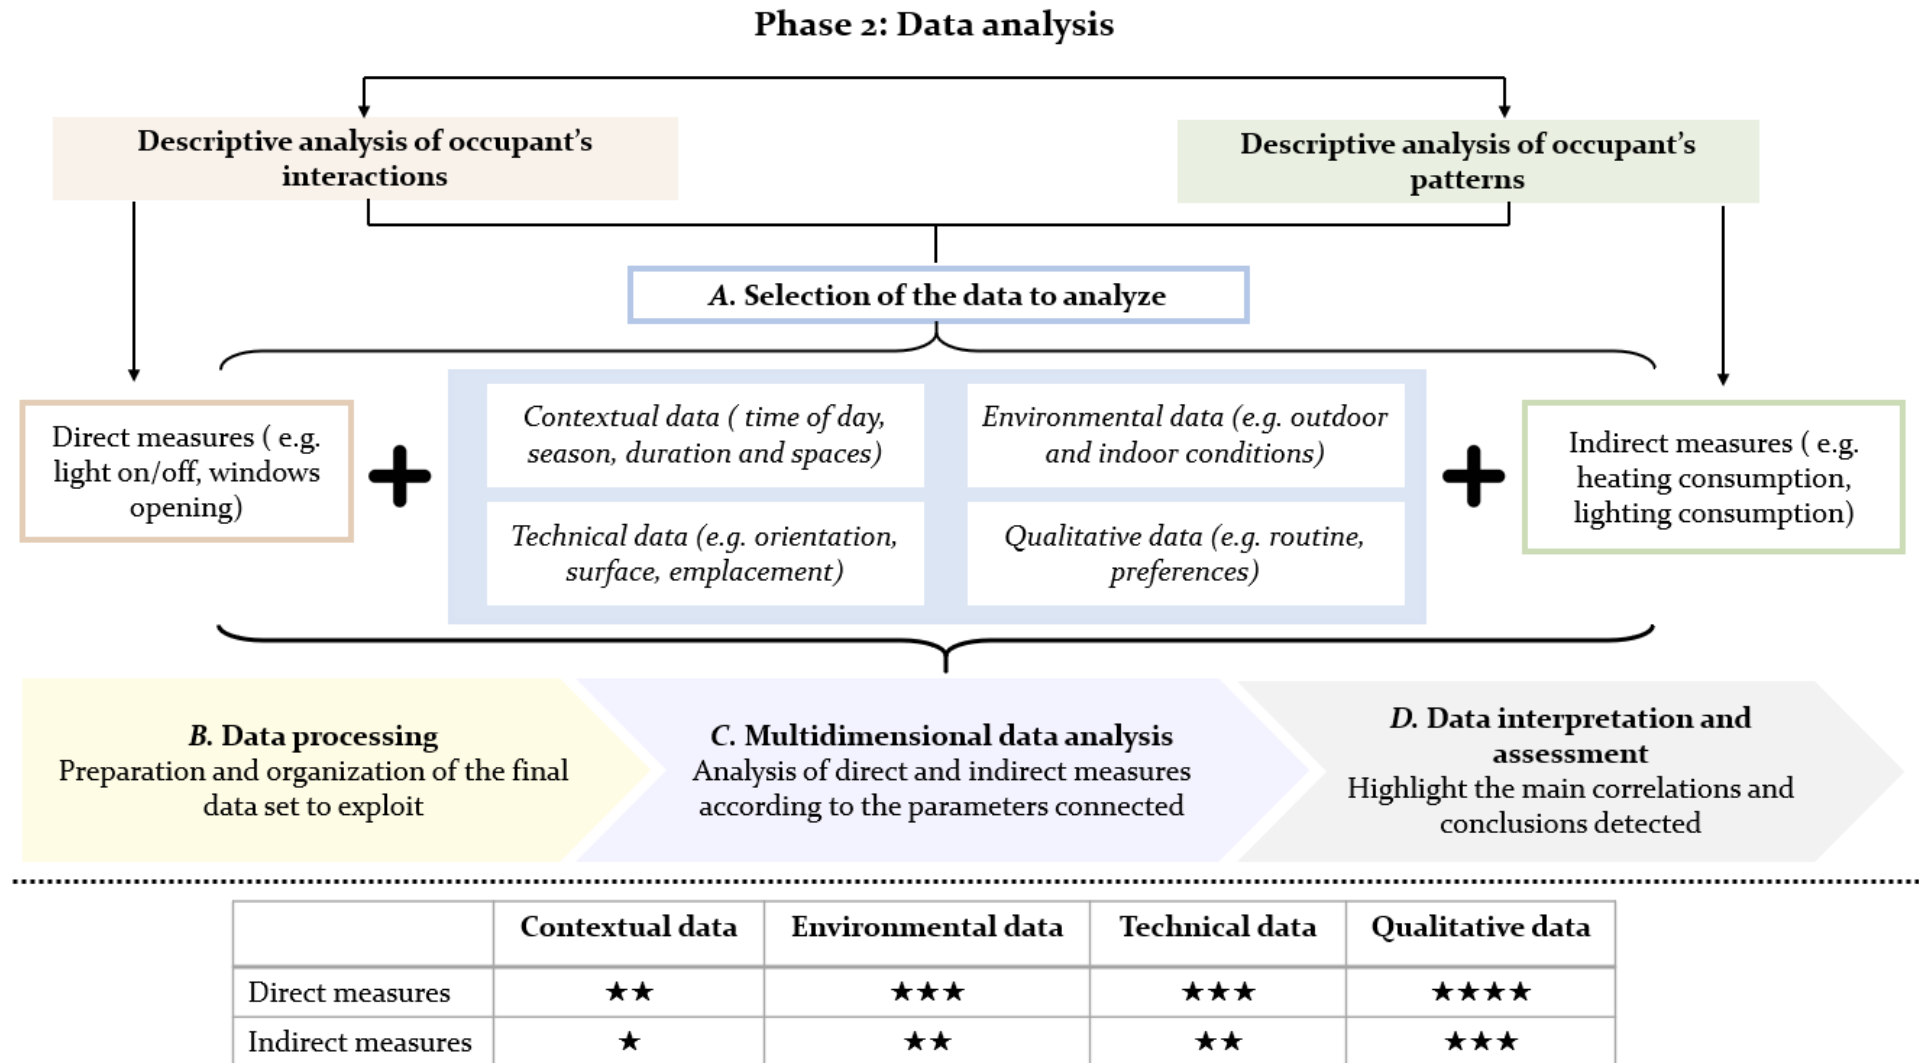 Phase 2: Data analysis
Descriptive analysis of occupant’s
interactions
Descriptive analysis of occupant’s
patterns
A. Selection of the data to analyze
Direct measures ( e.g.
light on/off, windows
opening)
Contextual data ( time of day,
season, duration and spaces)
Environmental data (e.g. outdoor
and indoor conditions)
Technical data (e.g. orientation,
surface, emplacement)
Qualitative data (e.g. routine,
preferences)
Indirect measures ( e.g.
heating consumption,
lighting consumption)
B. Data processing
Preparation and organization of the final
data set to exploit
C. Multidimensional data analysis
Analysis of direct and indirect measures
according to the parameters connected
D. Data interpretation and
assessment
Highlight the main correlations and
conclusions detected
Contextual data Environmental data Technical data Qualitative data
Direct measures ★★ ★★★ ★★★ ★★★★
Indirect measures ★ ★★ ★★ ★★★